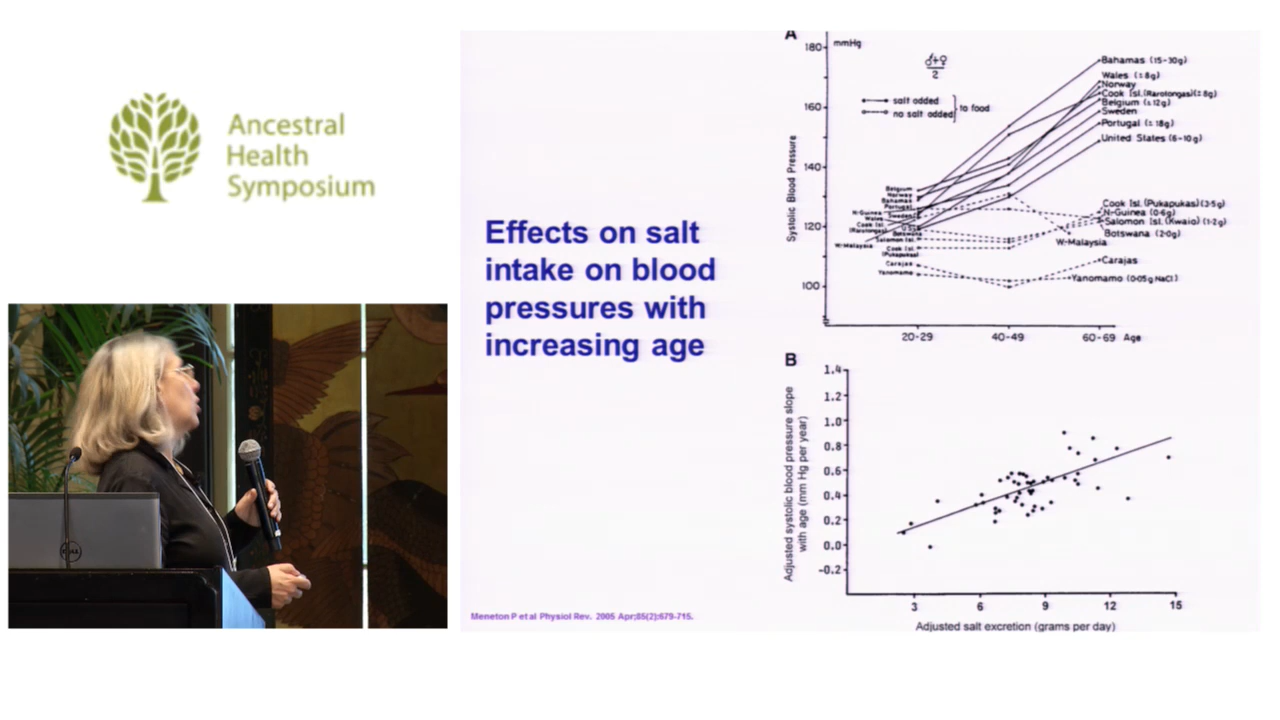 Ancestral
Health
Symposium
DELL
Effects on salt
intake on blood
pressures with
increasing age
Meneton P et al Physiol Rev. 2005 Apr;85(2):679-715.
A
mmHg
180
160
140
120
100
Systolic Blood Pressure
♂+♀
2
salt added
no salt added
to food
Bahamas (15-30g)
Wales (±8g)
Norway
Cook Isl.(Rarotongas)(±8g)
Belgium (±12g)
Sweden
Portugal (±18g)
United States (6-10g)
Cook Isl.(Pukapukas)(3-5g)
N-Guinea (0-6g)
Salomon Isl.(Kwaio)(1-2g)
Botswana (2-0g)
W-Malaysia
Carajas
Yanomamo (0-05g NaCl)
Belgium
Norway
Bahamas
Portugal
N-Guinea
Sweden
Wales
Cook Isl.
(Rarotongas)
Botswana
Salomon Isl.
W-Malaysia
Cook Isl.
(Pukapukas)
Carajas
Yanomamo
20-29
40-49
60-69
Age
B
Adjusted systolic blood pressure slope
with age (mm Hg per year)
1.4
1.2
1.0
0.8
0.6
0.4
0.2
0.0
-0.2
3
6
9
12
15
Adjusted salt excretion (grams per day)